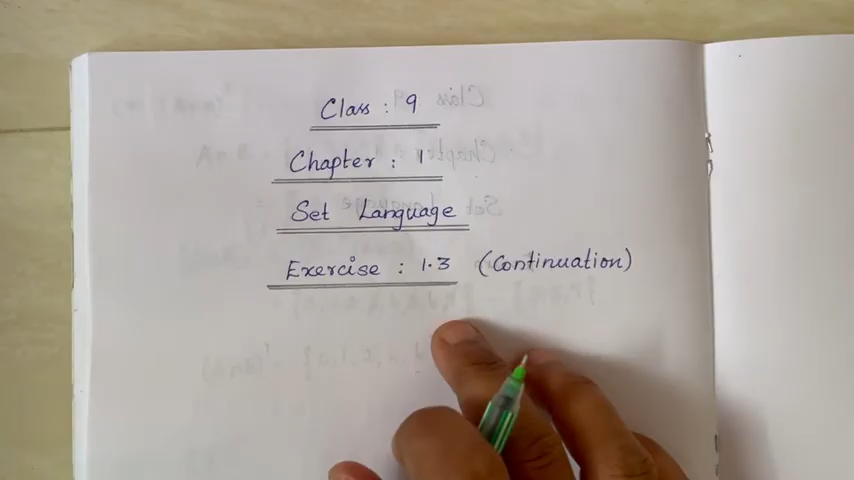 Class : 9
Chapter : 1
Set Language
Exercise : 1.3 (Continuation)